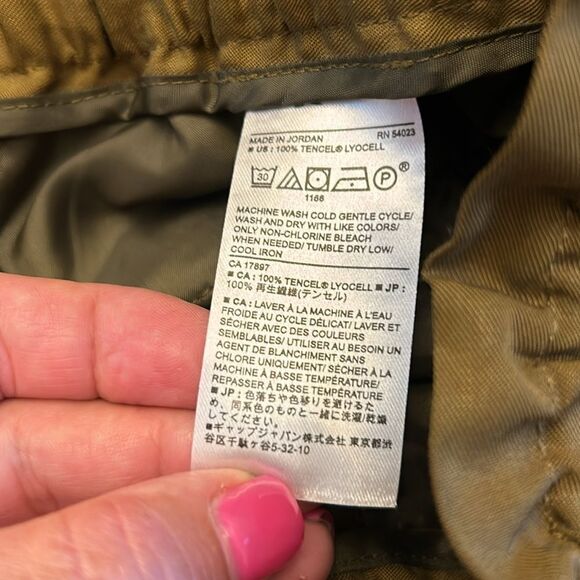 MADE IN JORDAN RN 54023
■ US : 100% TENCEL® LYOCELL
30 P ®
1166
MACHINE WASH COLD GENTLE CYCLE/
WASH AND DRY WITH LIKE COLORS/
ONLY NON-CHLORINE BLEACH
WHEN NEEDED/ TUMBLE DRY LOW/
COOL IRON
CA 17897
■ CA : 100% TENCEL® LYOCELL ■ JP :
100% 再生繊維(テンセル)
■ CA : LAVER À LA MACHINE À L'EAU
FROIDE AU CYCLE DÉLICAT/ LAVER ET
SÉCHER AVEC DES COULEURS
SEMBLABLES/ UTILISER AU BESOIN UN
AGENT DE BLANCHIMENT SANS
CHLORE UNIQUEMENT/ SÉCHER À LA
MACHINE À BASSE TEMPÉRATURE/
REPASSER À BASSE TEMPÉRATURE
■ JP : 色落ちや色移りを避けるた
め、同系色のものと一緒に洗濯/乾燥
してください。
■ギャップジャパン株式会社 東京都渋
谷区千駄ヶ谷5-32-10